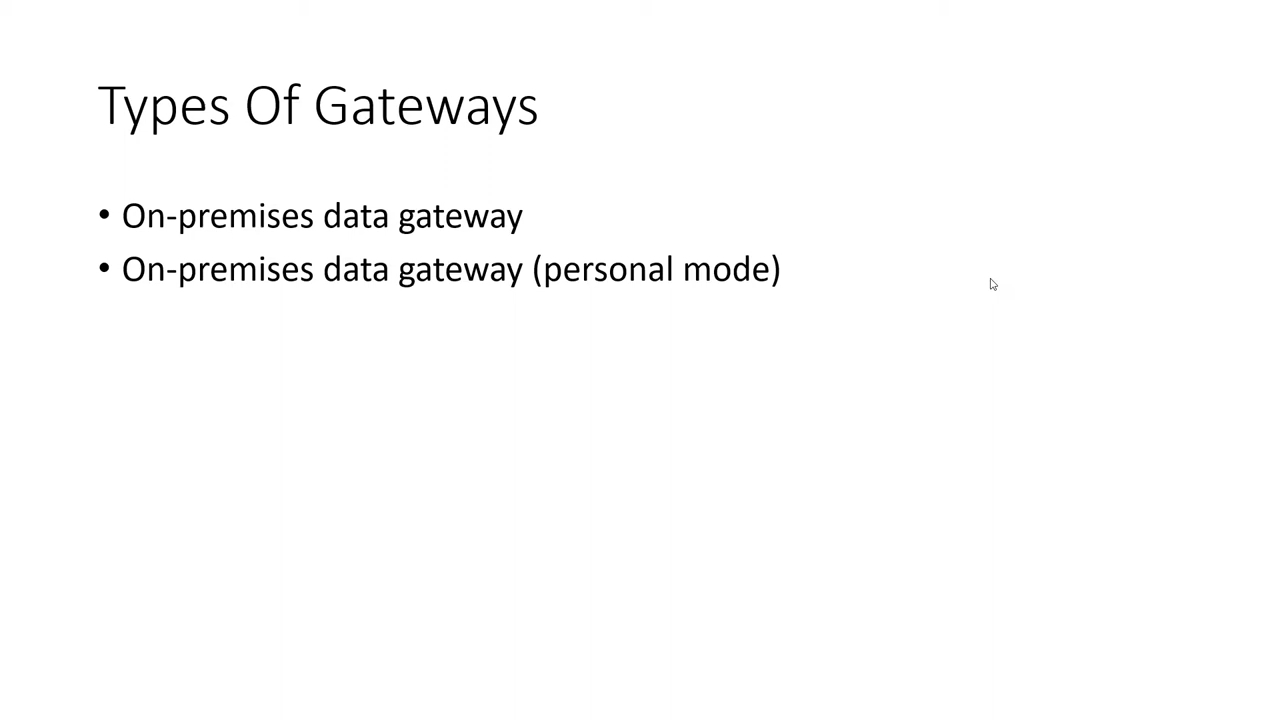 Types Of Gateways
• On-premises data gateway
• On-premises data gateway (personal mode)